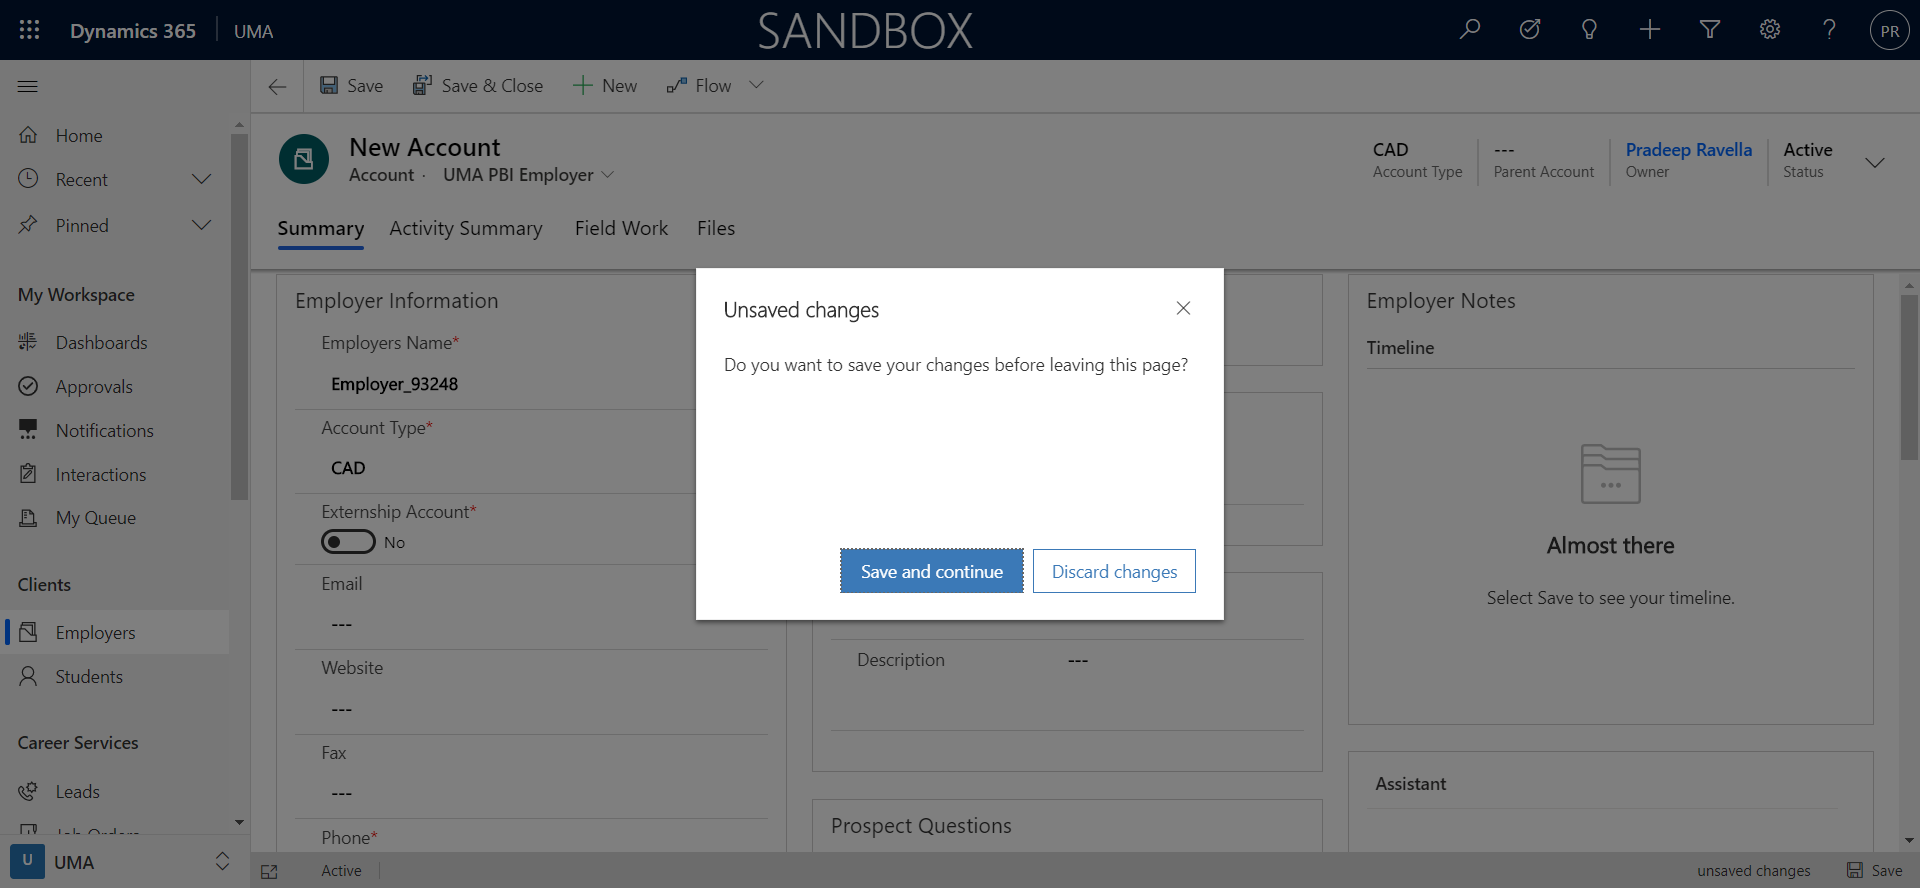 Dynamics 365
UMA
SANDBOX
PR
Save
Save & Close
New
Flow
Home
Recent
Pinned
My Workspace
Dashboards
Approvals
Notifications
Interactions
My Queue
Clients
Employers
Students
Career Services
Leads
Job Orders
U
UMA
New Account
Account · UMA PBI Employer
CAD
Account Type
---
Parent Account
Pradeep Ravella
Owner
Active
Status
Summary
Activity Summary
Field Work
Files
Employer Information
Employers Name*
Employer_93248
Account Type*
CAD
Externship Account*
No
Email
---
Website
---
Fax
---
Phone*
Unsaved changes
Do you want to save your changes before leaving this page?
Save and continue
Discard changes
Description
---
Prospect Questions
Employer Notes
Timeline
Almost there
Select Save to see your timeline.
Assistant
Active
unsaved changes
Save